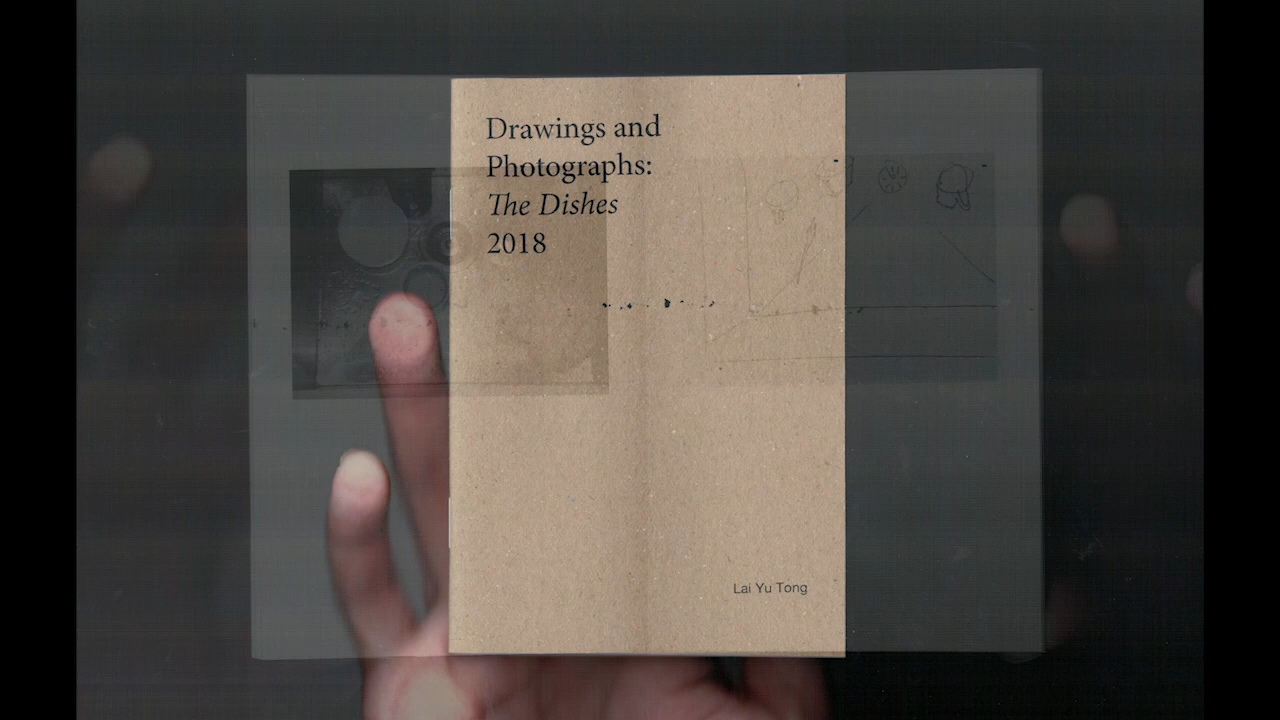 Drawings and
Photographs:
The Dishes
2018
Lai Yu Tong